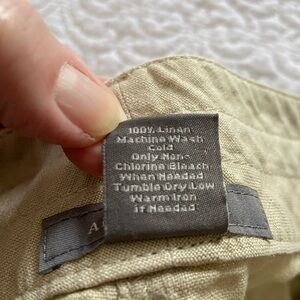 100% Linen
Machine Wash
Cold
Only Non-
Chlorine Bleach
When Needed
Tumble Dry Low
Warm Iron
if Needed
A